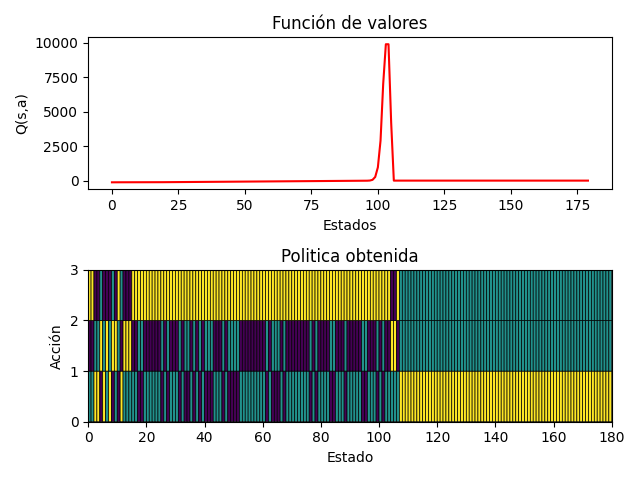 Función de valores
10000
7500
5000
2500
0
Q(s,a)
0 25 50 75 100 125 150 175
Estados
Politica obtenida
3
2
1
0
Acción
0 20 40 60 80 100 120 140 160 180
Estado